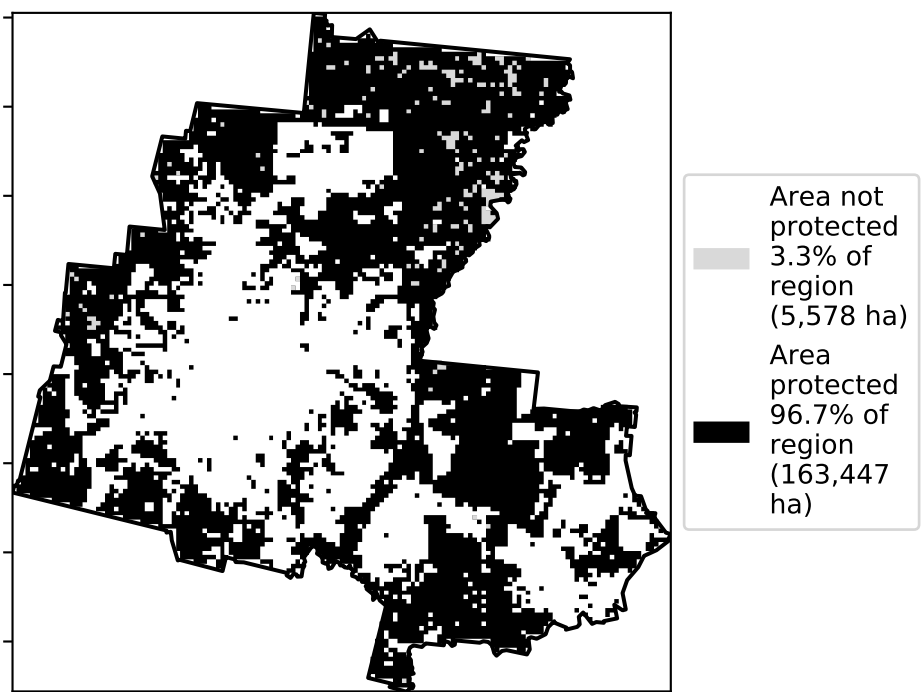 Area not
protected
3.3% of
region
(5,578 ha)
Area
protected
96.7% of
region
(163,447
ha)